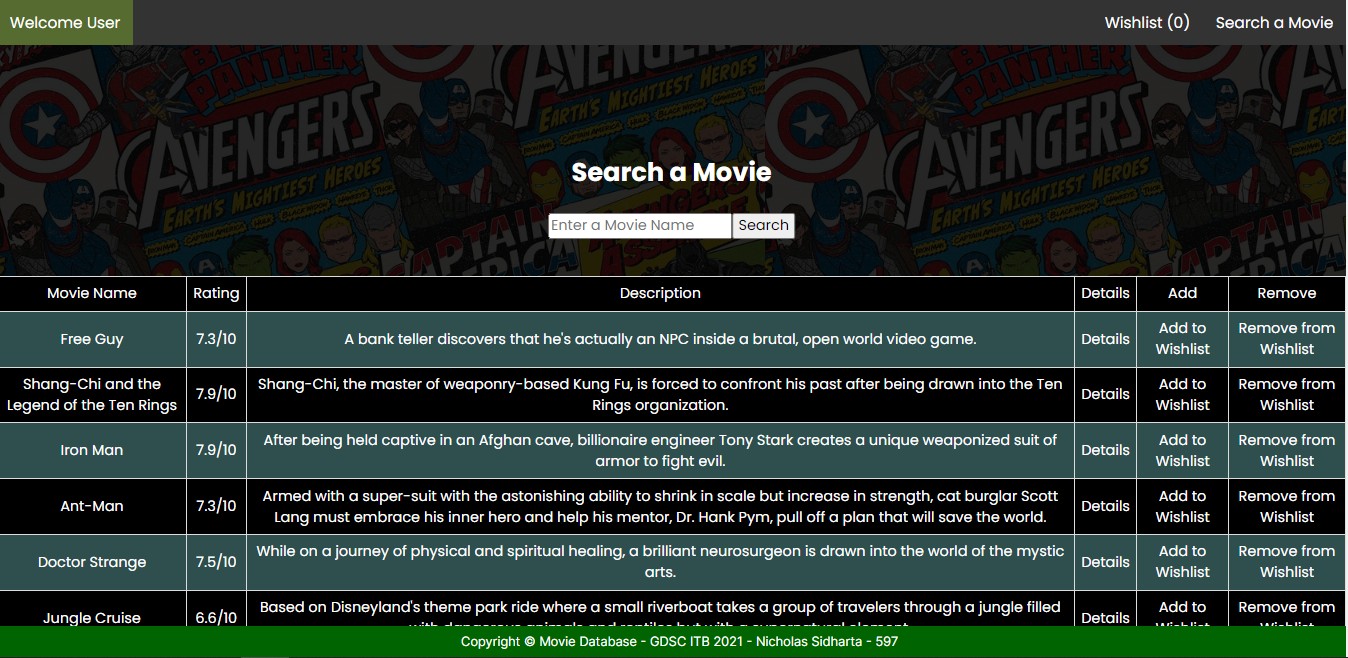 Welcome User
Wishlist (0) Search a Movie
PANTHER
AVENGERS
EARTH'S MIGHTIEST HEROES
AVENGERS
EARTH'S MIGHTIEST HEROES
AVENGERS
EARTH'S MIGHTIEST HEROES
CAPTAIN
AMERICA
CAPTAIN
Search a Movie
Enter a Movie Name Search
Movie Name Rating Description Details Add Remove
Free Guy 7.3/10 A bank teller discovers that he's actually an NPC inside a brutal, open world video game. Details Add to Wishlist Remove from Wishlist
Shang-Chi and the Legend of the Ten Rings 7.9/10 Shang-Chi, the master of weaponry-based Kung Fu, is forced to confront his past after being drawn into the Ten Rings organization. Details Add to Wishlist Remove from Wishlist
Iron Man 7.9/10 After being held captive in an Afghan cave, billionaire engineer Tony Stark creates a unique weaponized suit of armor to fight evil. Details Add to Wishlist Remove from Wishlist
Ant-Man 7.3/10 Armed with a super-suit with the astonishing ability to shrink in scale but increase in strength, cat burglar Scott Lang must embrace his inner hero and help his mentor, Dr. Hank Pym, pull off a plan that will save the world. Details Add to Wishlist Remove from Wishlist
Doctor Strange 7.5/10 While on a journey of physical and spiritual healing, a brilliant neurosurgeon is drawn into the world of the mystic arts. Details Add to Wishlist Remove from Wishlist
Jungle Cruise 6.6/10 Based on Disneyland's theme park ride where a small riverboat takes a group of travelers through a jungle filled Details Add to Remove from
Copyright © Movie Database - GDSC ITB 2021 - Nicholas Sidharta - 597